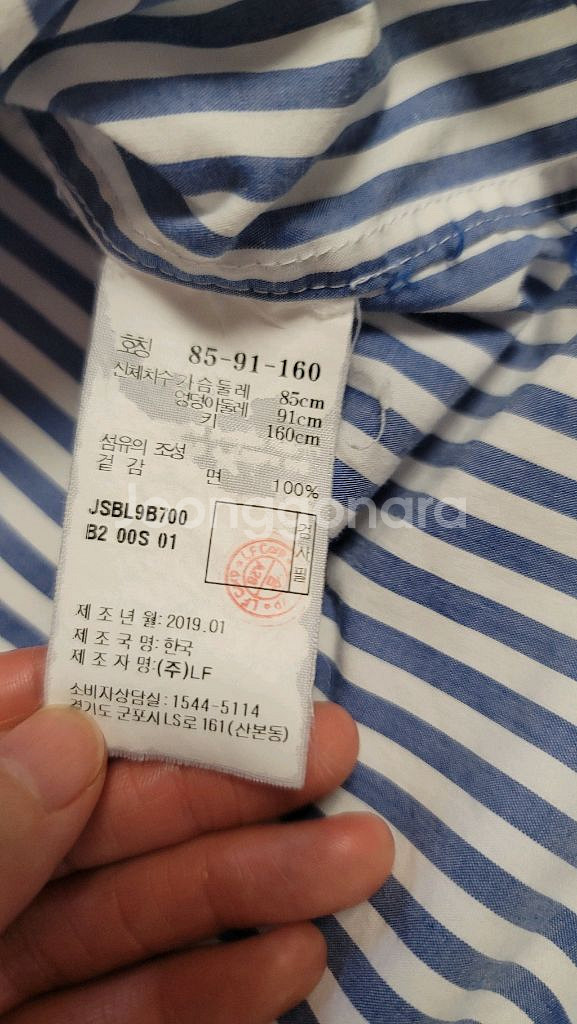 호칭 85-91-160
신체치수 가슴둘레 85cm
엉덩이둘레 91cm
키 160cm
섬유의 조성
겉감 면 100%
Joonggonara
JSBL9B700
B2 00S 01
검사필
LF Corp
제조년월: 2019.01
제조국명: 한국
제조자명: (주)LF
소비자상담실: 1544-5114
경기도 군포시 LS로 161(산본동)